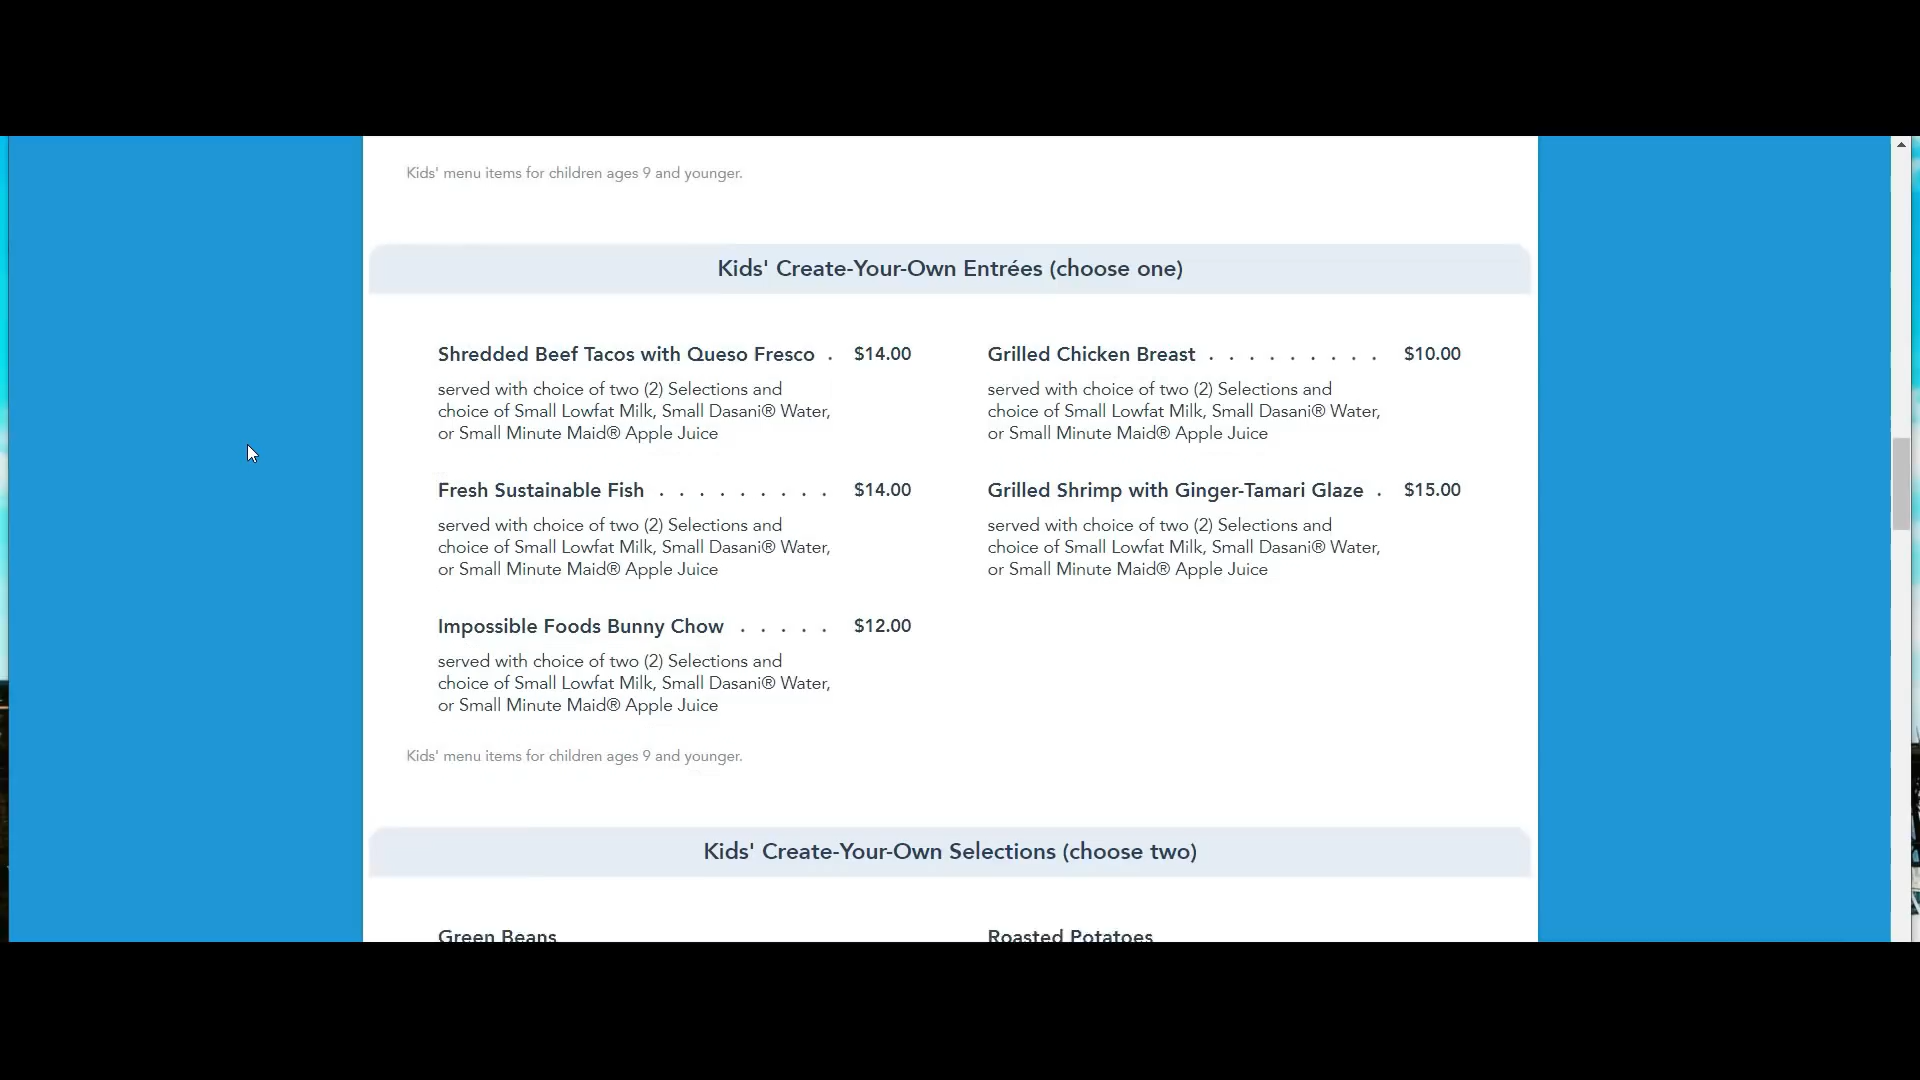 Kids' menu items for children ages 9 and younger.
Kids' Create-Your-Own Entrées (choose one)
Shredded Beef Tacos with Queso Fresco . $14.00
served with choice of two (2) Selections and
choice of Small Lowfat Milk, Small Dasani® Water,
or Small Minute Maid® Apple Juice
Grilled Chicken Breast . . . . . . . . . $10.00
served with choice of two (2) Selections and
choice of Small Lowfat Milk, Small Dasani® Water,
or Small Minute Maid® Apple Juice
Fresh Sustainable Fish . . . . . . . . . $14.00
served with choice of two (2) Selections and
choice of Small Lowfat Milk, Small Dasani® Water,
or Small Minute Maid® Apple Juice
Grilled Shrimp with Ginger-Tamari Glaze . $15.00
served with choice of two (2) Selections and
choice of Small Lowfat Milk, Small Dasani® Water,
or Small Minute Maid® Apple Juice
Impossible Foods Bunny Chow . . . . . $12.00
served with choice of two (2) Selections and
choice of Small Lowfat Milk, Small Dasani® Water,
or Small Minute Maid® Apple Juice
Kids' menu items for children ages 9 and younger.
Kids' Create-Your-Own Selections (choose two)
Green Beans
Roasted Potatoes